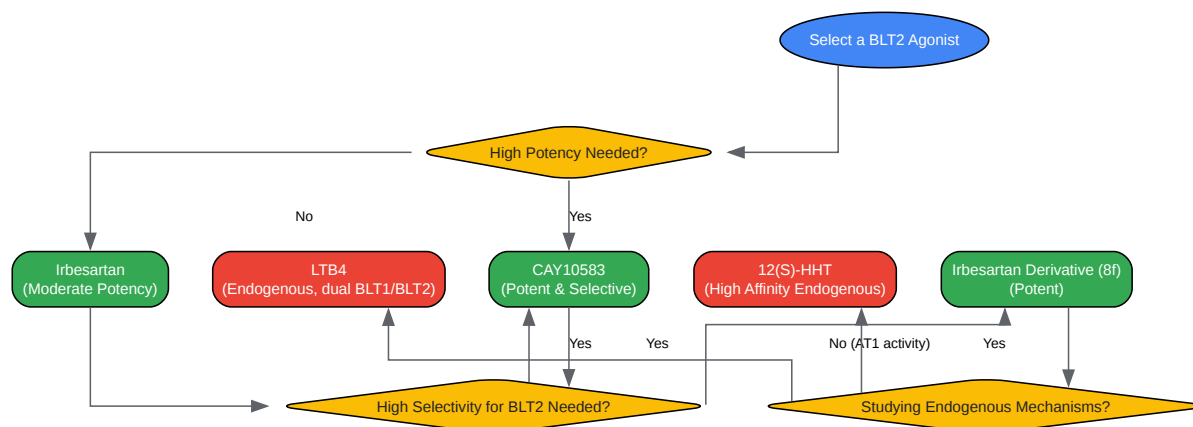 Select a BLT2 Agonist
High Potency Needed?
No
Yes
Irbesartan
(Moderate Potency)
LTB4
(Endogenous, dual BLT1/BLT2)
CAY10583
(Potent & Selective)
12(S)-HHT
(High Affinity Endogenous)
Irbesartan Derivative (8f)
(Potent)
Yes
Yes
No (AT1 activity)
Yes
High Selectivity for BLT2 Needed?
Studying Endogenous Mechanisms?